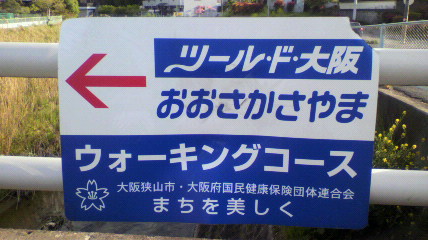 ツール・ド・大阪
おおさかさやま
ウォーキングコース
大阪狭山市・大阪府国民健康保険団体連合会
まちを美しく